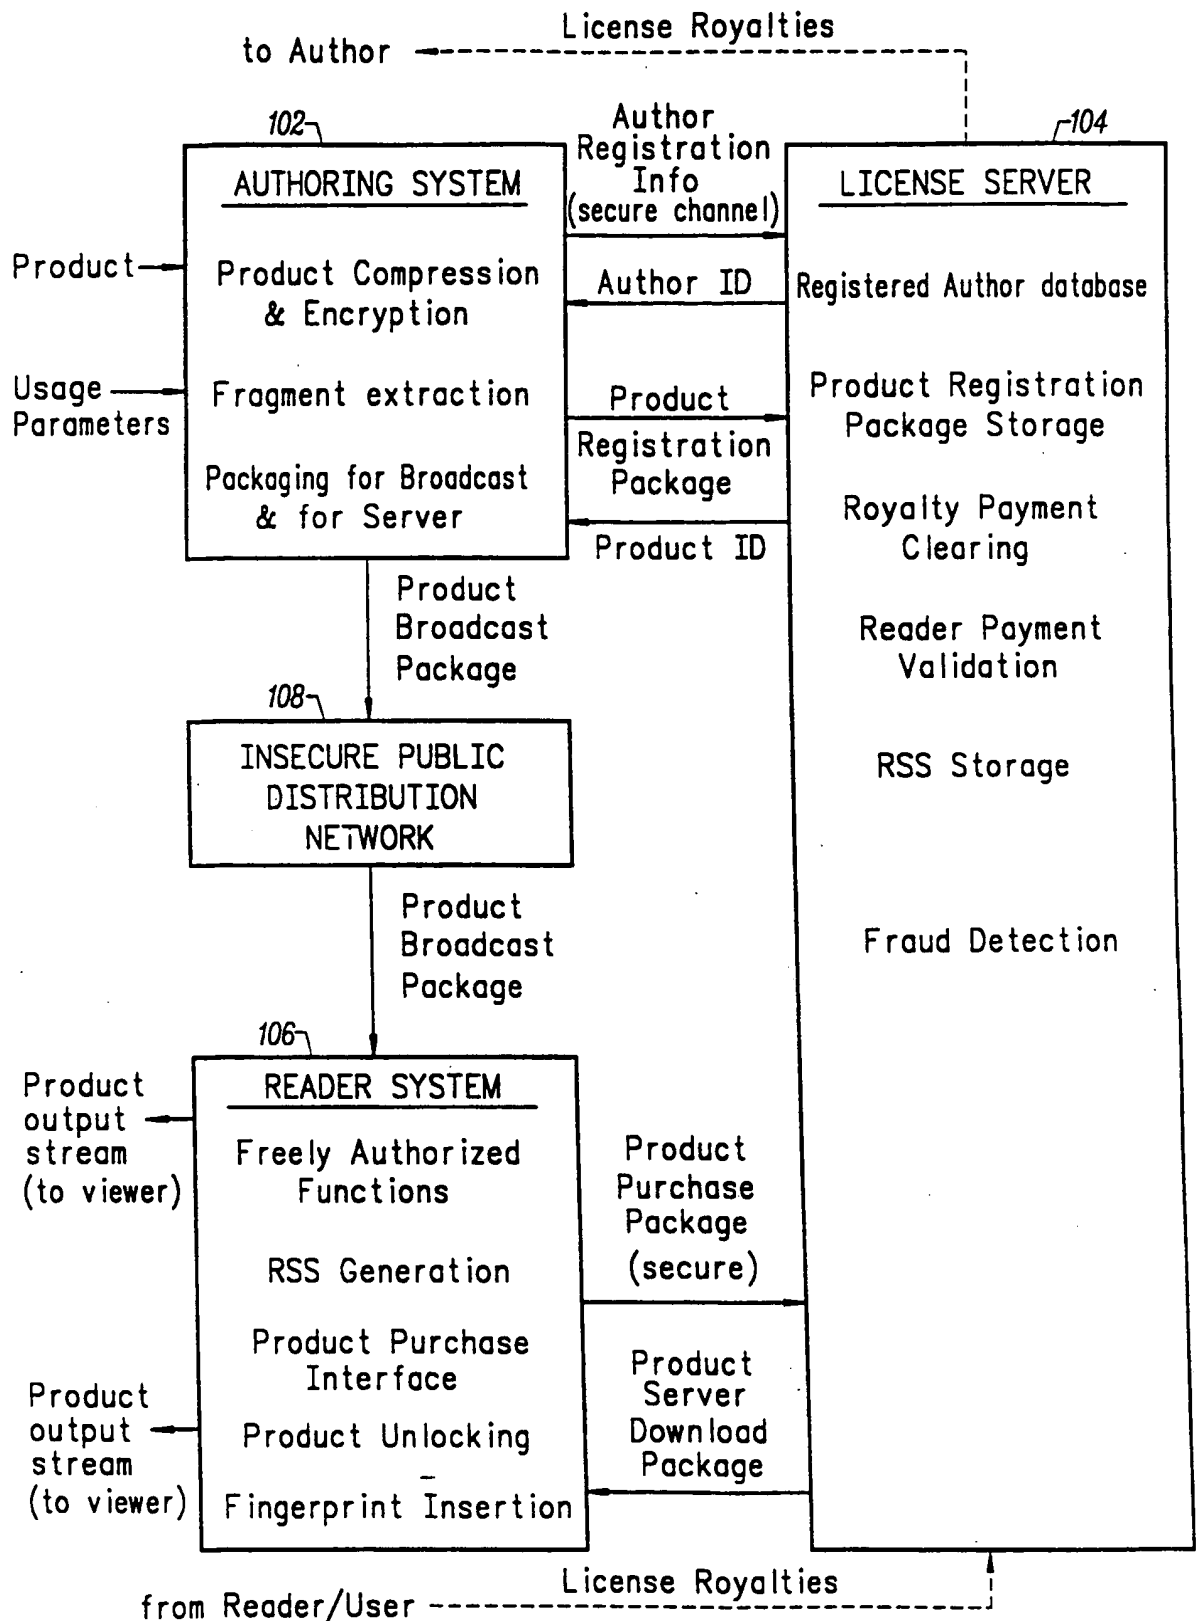 License Royalties
to Author
102
Author
Registration
Info
(secure channel)
104
AUTHORING SYSTEM
LICENSE SERVER
Product
Product Compression
& Encryption
Author ID
Registered Author database
Usage
Parameters
Fragment extraction
Product
Registration
Package
Product Registration
Package Storage
Packaging for Broadcast
& for Server
Product ID
Royalty Payment
Clearing
Product
Broadcast
Package
Reader Payment
Validation
108
INSECURE PUBLIC
DISTRIBUTION
NETWORK
RSS Storage
Product
Broadcast
Package
Fraud Detection
106
READER SYSTEM
Product
output
stream
(to viewer)
Freely Authorized
Functions
Product
Purchase
Package
(secure)
RSS Generation
Product Purchase
Interface
Product
Server
Download
Package
Product
output
stream
(to viewer)
Product Unlocking
Fingerprint Insertion
License Royalties
from Reader/User